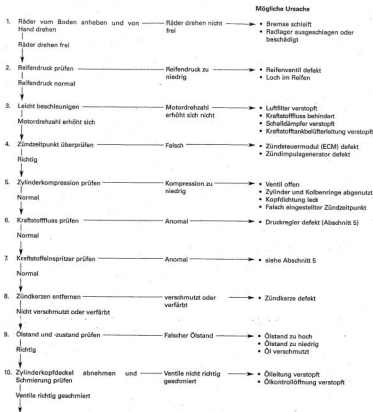 Mögliche Ursache
1. Räder vom Boden anheben und von Hand drehen
Räder drehen nicht frei
• Bremse schleift
• Radlager ausgeschlagen oder beschädigt
Räder drehen frei
2. Reifendruck prüfen
Reifendruck zu niedrig
• Reifenventil defekt
• Loch im Reifen
Reifendruck normal
3. Leicht beschleunigen
Motordrehzahl erhöht sich nicht
• Luftfilter verstopft
• Kraftstofffluss behindert
• Schalldämpfer verstopft
• Kraftstofftankbelüfterleitung verstopft
Motordrehzahl erhöht sich
4. Zündzeitpunkt überprüfen
Falsch
• Zündsteuermodul (ECM) defekt
• Zündimpulsgenerator defekt
Richtig
5. Zylinderkompression prüfen
Kompression zu niedrig
• Ventil offen
• Zylinder und Kolbenringe abgenutzt
• Kopfdichtung leck
• Falsch eingestellter Zündzeitpunkt
Normal
6. Kraftstofffluss prüfen
Anomal
• Druckregler defekt (Abschnitt 5)
Normal
7. Kraftstoffeinspritzer prüfen
Anomal
• siehe Abschnitt 5
Normal
8. Zündkerzen entfernen
verschmutzt oder verfärbt
• Zündkerze defekt
Nicht verschmutzt oder verfärbt
9. Ölstand und -zustand prüfen
Falscher Ölstand
• Ölstand zu hoch
• Ölstand zu niedrig
• Öl verschmutzt
Richtig
10. Zylinderkopfdeckel abnehmen und Schmierung prüfen
Ventile nicht richtig geschmiert
• Ölleitung verstopft
• Ölkontrollöffnung verstopft
Ventile richtig geschmiert